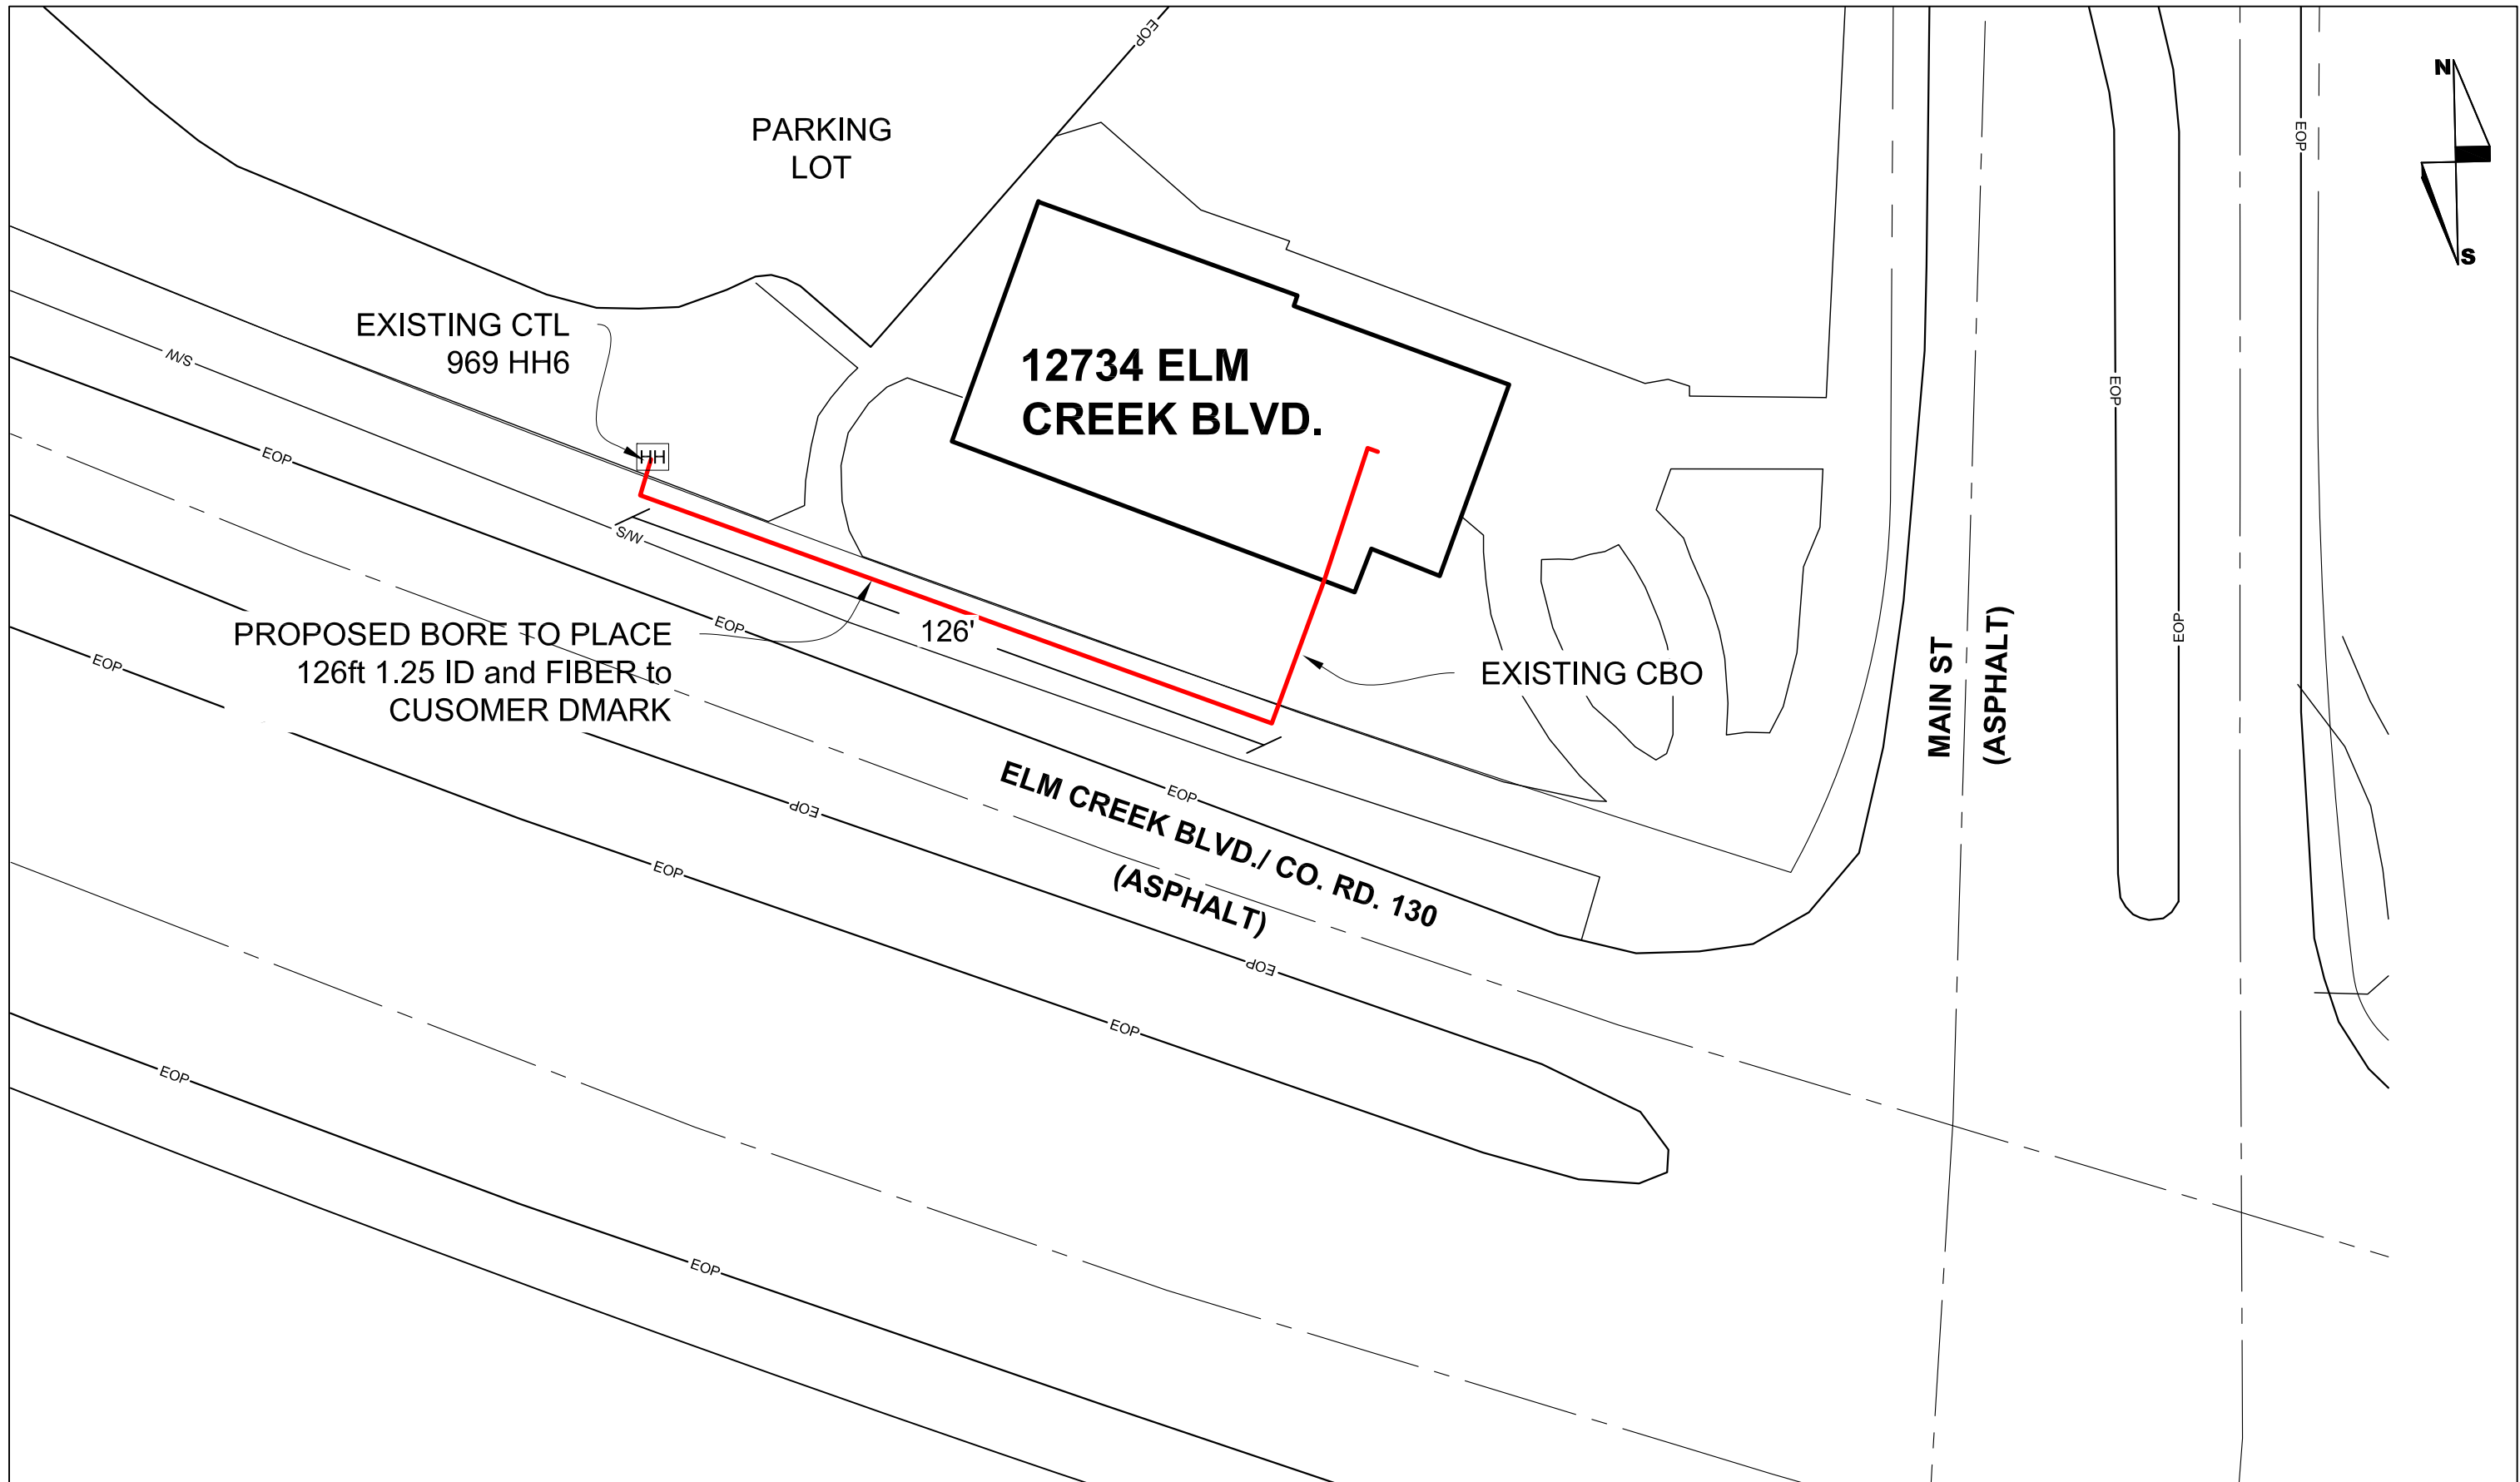 EOP
N
S
PARKING
LOT
EOP
EXISTING CTL
969 HH6
S/W
12734 ELM
CREEK BLVD.
EOP
EOP
HH
S/W
PROPOSED BORE TO PLACE
126ft 1.25 ID and FIBER to
CUSOMER DMARK
EOP
126'
EOP
EOP
EXISTING CBO
MAIN ST
(ASPHALT)
EOP
EOP
EOP
ELM CREEK BLVD./ CO. RD. 130
(ASPHALT)
EOP
EOP
EOP
EOP
EOP